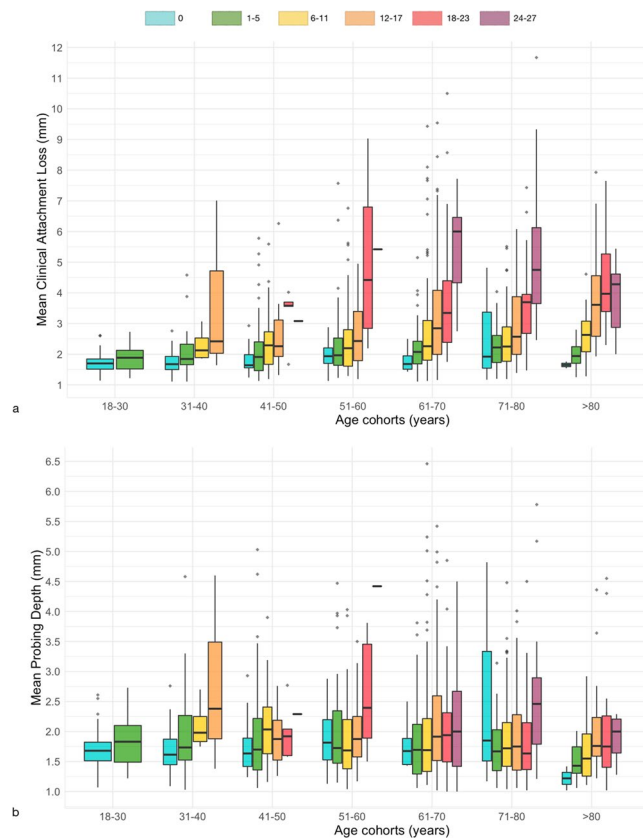 0 1-5 6-11 12-17 18-23 24-27
Mean Clinical Attachment Loss (mm)
12
11
10
9
8
7
6
5
4
3
2
1
18-30 31-40 41-50 51-60 61-70 71-80 >80
Age cohorts (years)
a
Mean Probing Depth (mm)
6.5
6.0
5.5
5.0
4.5
4.0
3.5
3.0
2.5
2.0
1.5
1.0
18-30 31-40 41-50 51-60 61-70 71-80 >80
Age cohorts (years)
b